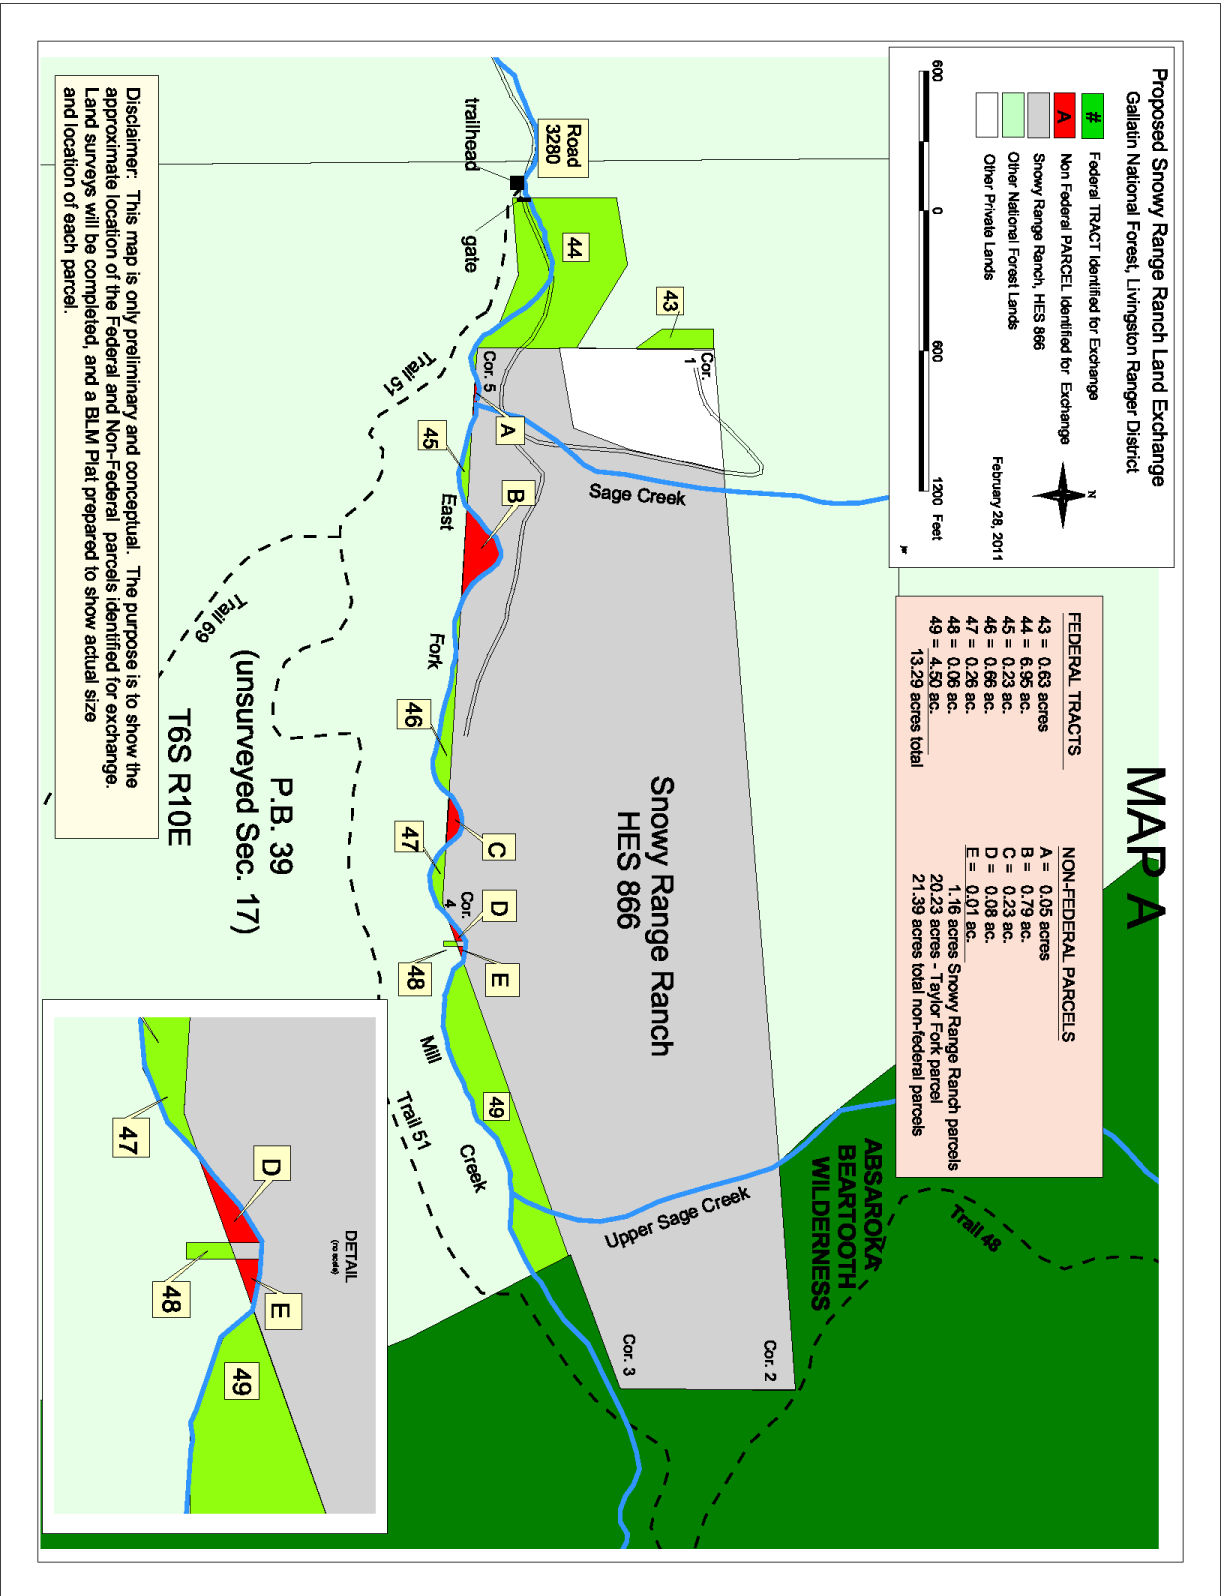 MAP A
Proposed Snowy Range Ranch Land Exchange
Gallatin National Forest, Livingston Ranger District
# Federal TRACT Identified for Exchange
A Non Federal PARCEL Identified for Exchange
Snowy Range Ranch, HES 866
Other National Forest Lands
Other Private Lands
N
February 28, 2011
600 0 600 1200 Feet
jwr
FEDERAL TRACTS
43 = 0.63 acres
44 = 6.95 ac.
45 = 0.23 ac.
46 = 0.66 ac.
47 = 0.26 ac.
48 = 0.06 ac.
49 = 4.50 ac.
13.29 acres total
NON-FEDERAL PARCELS
A = 0.05 acres
B = 0.79 ac.
C = 0.23 ac.
D = 0.08 ac.
E = 0.01 ac.
1.16 acres Snowy Range Ranch parcels
20.23 acres - Taylor Fork parcel
21.39 acres total non-federal parcels
ABSAROKA
BEARTOOTH
WILDERNESS
Trail 48
Cor.
1
Cor. 2
43
Sage Creek
Snowy Range Ranch
HES 866
Upper Sage Creek
Cor. 3
Road
3280
44
trailhead
gate
Cor. 5
A
B
45
East
Fork
46
C
47
Cor.
4
D
E
48
49
Mill
Creek
Trail 51
Trail 51
Trail 69
P.B. 39
(unsurveyed Sec. 17)
T6S R10E
DETAIL
(no scale)
D
E
47
48
49
Disclaimer: This map is only preliminary and conceptual. The purpose is to show the
approximate location of the Federal and Non-Federal parcels identified for exchange.
Land surveys will be completed, and a BLM Plat prepared to show actual size
and location of each parcel.